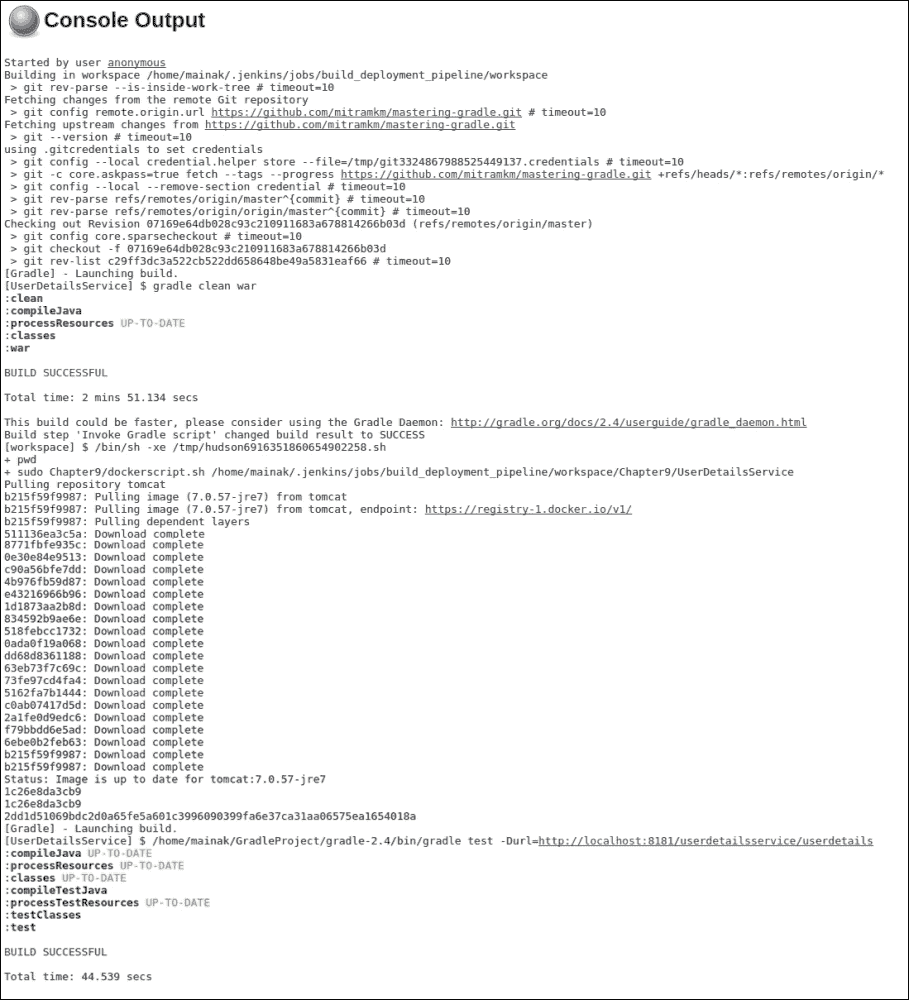 Console Output
Started by user anonymous
Building in workspace /home/mainak/.jenkins/jobs/build_deployment_pipeline/workspace
> git rev-parse --is-inside-work-tree # timeout=10
Fetching changes from the remote Git repository
> git config remote.origin.url https://github.com/mitramkm/mastering-gradle.git # timeout=10
Fetching upstream changes from https://github.com/mitramkm/mastering-gradle.git
> git --version # timeout=10
using .gitcredentials to set credentials
> git config --local credential.helper store --file=/tmp/git3324867988525449137.credentials # timeout=10
> git -c core.askpass=true fetch --tags --progress https://github.com/mitramkm/mastering-gradle.git +refs/heads/*:refs/remotes/origin/*
> git config --local --remove-section credential # timeout=10
> git rev-parse refs/remotes/origin/master^{commit} # timeout=10
> git rev-parse refs/remotes/origin/origin/master^{commit} # timeout=10
Checking out Revision 07169e64db028c93c210911683a678814266b03d (refs/remotes/origin/master)
> git config core.sparsecheckout # timeout=10
> git checkout -f 07169e64db028c93c210911683a678814266b03d
> git rev-list c29ff3dc3a522cb522dd658648be49a5831eaf66 # timeout=10
[Gradle] - Launching build.
[UserDetailsService] $ gradle clean war
:clean
:compileJava
:processResources UP-TO-DATE
:classes
:war
BUILD SUCCESSFUL
Total time: 2 mins 51.134 secs
This build could be faster, please consider using the Gradle Daemon: http://gradle.org/docs/2.4/userguide/gradle_daemon.html
Build step 'Invoke Gradle script' changed build result to SUCCESS
[workspace] $ /bin/sh -xe /tmp/hudson6916351860654902258.sh
+ pwd
+ sudo Chapter9/dockerscript.sh /home/mainak/.jenkins/jobs/build_deployment_pipeline/workspace/Chapter9/UserDetailsService
Pulling repository tomcat
b215f59f9987: Pulling image (7.0.57-jre7) from tomcat
b215f59f9987: Pulling image (7.0.57-jre7) from tomcat, endpoint: https://registry-1.docker.io/v1/
b215f59f9987: Pulling dependent layers
511136ea3c5a: Download complete
8771fbfe935c: Download complete
0e30e84e9513: Download complete
c90a56bfe7dd: Download complete
4b976fb59d87: Download complete
e43216966b96: Download complete
1d1873aa2b8d: Download complete
834592b9ae6e: Download complete
518febcc1732: Download complete
0ada0f19a068: Download complete
dd68d8361188: Download complete
63eb73f7c69c: Download complete
73fe97cd4fa4: Download complete
5162fa7b1444: Download complete
c0ab07417d5d: Download complete
2a1fe0d9edc6: Download complete
f79bbdd6e5ad: Download complete
6ebe0b2feb63: Download complete
b215f59f9987: Download complete
b215f59f9987: Download complete
Status: Image is up to date for tomcat:7.0.57-jre7
1c26e8da3cb9
1c26e8da3cb9
2dd1d51069bdc2d0a65fe5a601c3996090399fa6e37ca31aa06575ea1654018a
[Gradle] - Launching build.
[UserDetailsService] $ /home/mainak/GradleProject/gradle-2.4/bin/gradle test -Durl=http://localhost:8181/userdetailsservice/userdetails
:compileJava UP-TO-DATE
:processResources UP-TO-DATE
:classes UP-TO-DATE
:compileTestJava
:processTestResources UP-TO-DATE
:testClasses
:test
BUILD SUCCESSFUL
Total time: 44.539 secs